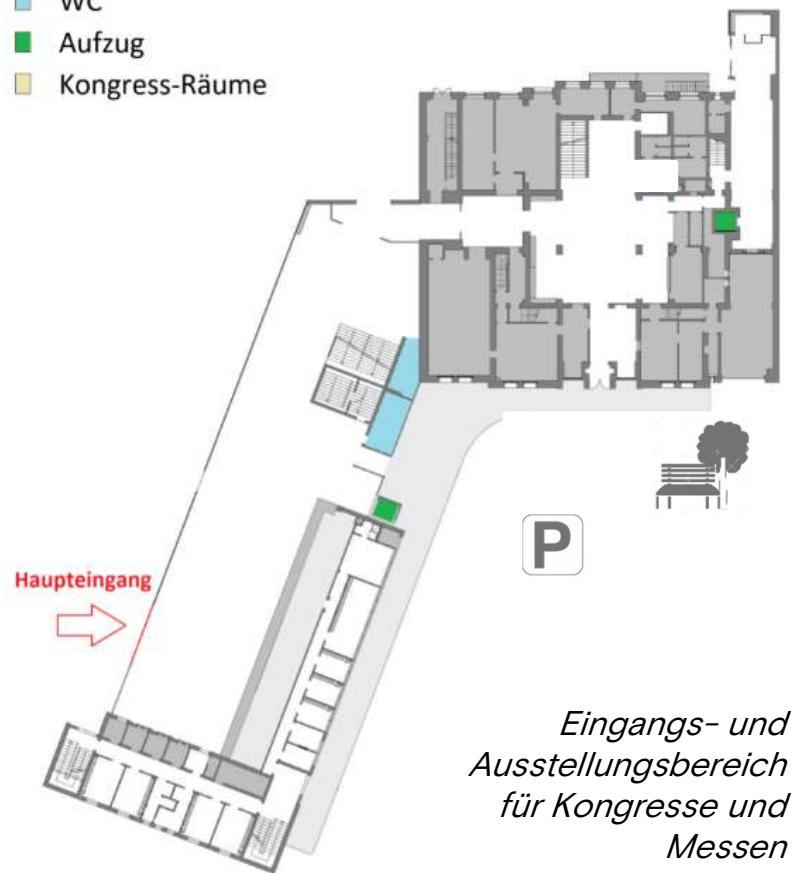 WC
Aufzug
Kongress-Räume
Haupteingang
P
Eingangs- und
Ausstellungsbereich
für Kongresse und
Messen